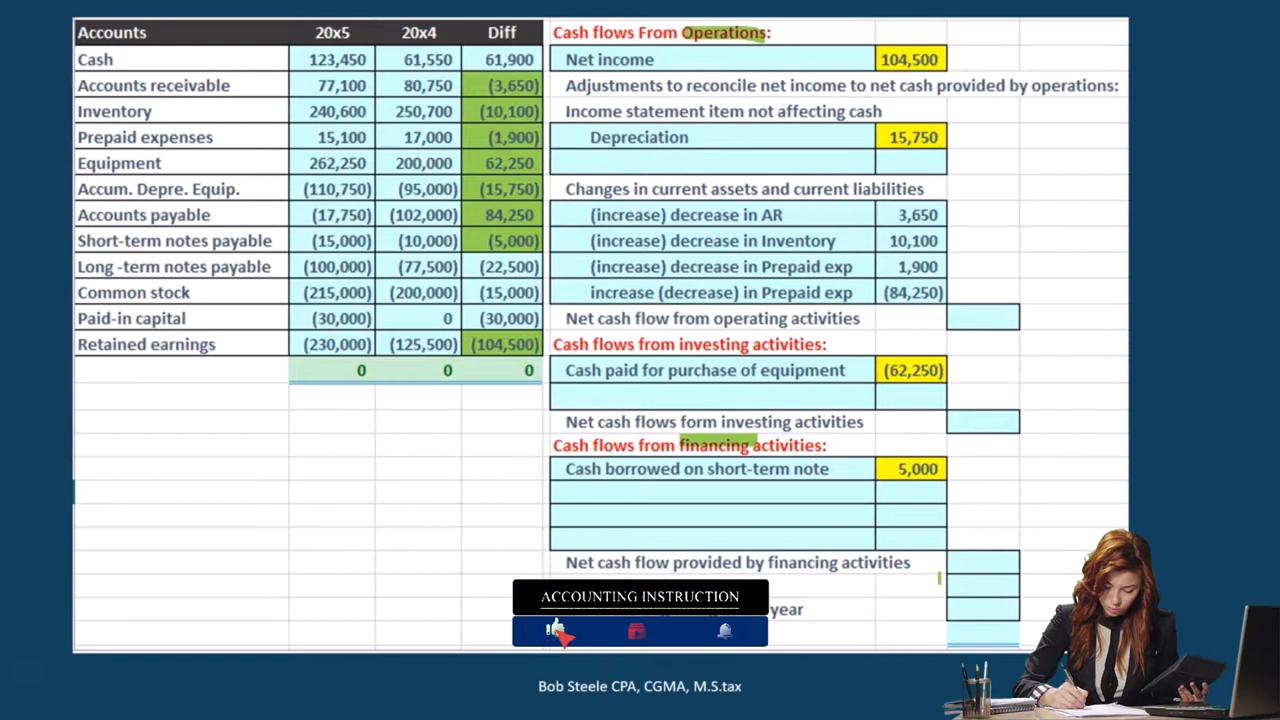 Accounts 20x5 20x4 Diff
Cash 123,450 61,550 61,900
Accounts receivable 77,100 80,750 (3,650)
Inventory 240,600 250,700 (10,100)
Prepaid expenses 15,100 17,000 (1,900)
Equipment 262,250 200,000 62,250
Accum. Depre. Equip. (110,750) (95,000) (15,750)
Accounts payable (17,750) (102,000) 84,250
Short-term notes payable (15,000) (10,000) (5,000)
Long -term notes payable (100,000) (77,500) (22,500)
Common stock (215,000) (200,000) (15,000)
Paid-in capital (30,000) 0 (30,000)
Retained earnings (230,000) (125,500) (104,500)
0 0 0
Cash flows From Operations:
Net income 104,500
Adjustments to reconcile net income to net cash provided by operations:
Income statement item not affecting cash
Depreciation 15,750
Changes in current assets and current liabilities
(increase) decrease in AR 3,650
(increase) decrease in Inventory 10,100
(increase) decrease in Prepaid exp 1,900
increase (decrease) in Prepaid exp (84,250)
Net cash flow from operating activities
Cash flows from investing activities:
Cash paid for purchase of equipment (62,250)
Net cash flows form investing activities
Cash flows from financing activities:
Cash borrowed on short-term note 5,000
Net cash flow provided by financing activities
year
ACCOUNTING INSTRUCTION
Bob Steele CPA, CGMA, M.S.tax